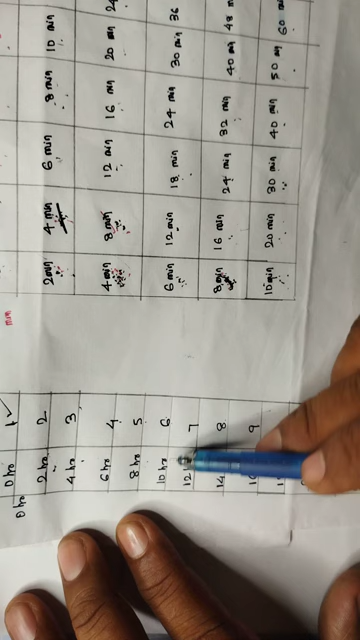 0 hr
0 hr 1 ✓
2 hr 2
4 hr 3
6 hr 4
8 hr 5
10 hr 6
12 7
14 8
9
min
2 min 4 min 6 min 8 min 10 min
4 min 8 min 12 min 16 min 20 min 24
6 min 12 min 18 min 24 min 30 min 36
8 min 16 min 24 min 32 min 40 min 48 m
10 min 20 min 30 min 40 min 50 m 60 m